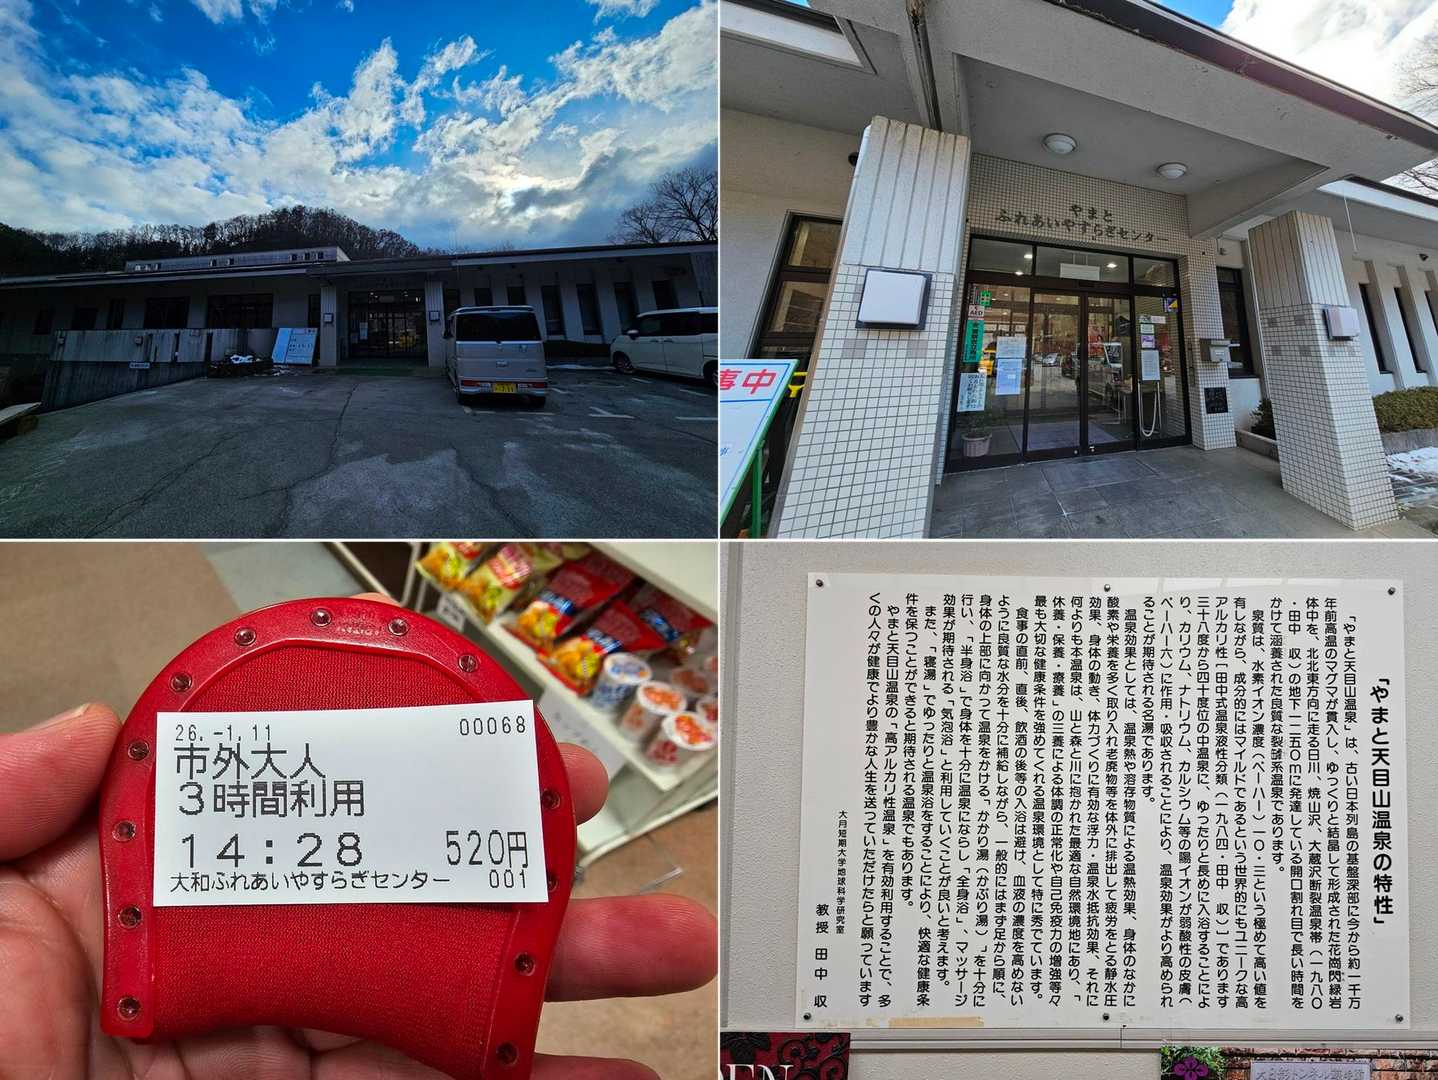 やまと
ふれあいやすらぎセンター
AED
事中
26.-1.11
00068
市外大人
3時間利用
14:28
520円
大和ふれあいやすらぎセンター
001
「やまと天目山温泉の特性」
「やまと天目山温泉」は、古い日本列島の基盤深部に今から約一千万
年前高温のマグマが貫入し、ゆっくりと結晶して形成された花崗閃緑岩
体中を、北北東方向に走る日川、焼山沢、大蔵沢断裂温泉帯(一九八〇
・田中 収)の地下一二五〇mに発達している開口割れ目で長い時間を
かけて涵養された良質な裂罅系温泉であります。
泉質は、水素イオン濃度(ペーハー)一〇・三という極めて高い値を
有しながら、成分的にはマイルドであるという世界的にもユニークな高
アルカリ性[田中式温泉液性分類(一九八四・田中 収)]であります
三十八度から四十度位の中温泉に、ゆったりと長めに入浴することによ
り、カリウム、ナトリウム、カルシウム等の陽イオンが弱酸性の皮膚(
ペーハー六)に作用・吸収されることにより、温泉効果がより高められ
ることが期待される名湯であります。
温泉効果としては、温泉熱や溶存物質による温熱効果、身体のなかに
酸素や栄養を多く取り入れ老廃物等を体外に排出して疲労をとる静水圧
効果、身体の動き、体力づくりに有効な浮力・温泉水抵抗効果、それに
何よりも本温泉は、山と森と川に抱かれた最適な自然環境地にあり、「
休養・保養・療養」の三養による体調の正常化や自己免疫力の増強等々
最も大切な健康条件を強めてくれる温泉環境として特に秀でています。
食事の直前、直後、飲酒の後等の入浴は避け、血液の濃度を高めない
ように良質な水分を十分に補給しながら、一般的にはまず足から順に、
身体の上部に向かって温泉をかける「かかり湯(かぶり湯)」を十分に
行い、「半身浴」で身体を十分に温泉にならし「全身浴」、マッサージ
効果が期待される「気泡浴」と利用していくことが良いと考えます。
また、「寝湯」でゆったりと温泉浴をすることにより、快適な健康条
件を保つことができると期待される温泉でもあります。
やまと天目山温泉の「高アルカリ性温泉」を有効利用することで、多
くの人々が健康でより豊かな人生を送っていただけたらと願っています
大月短期大学地球科学研究室
教授 田中 収